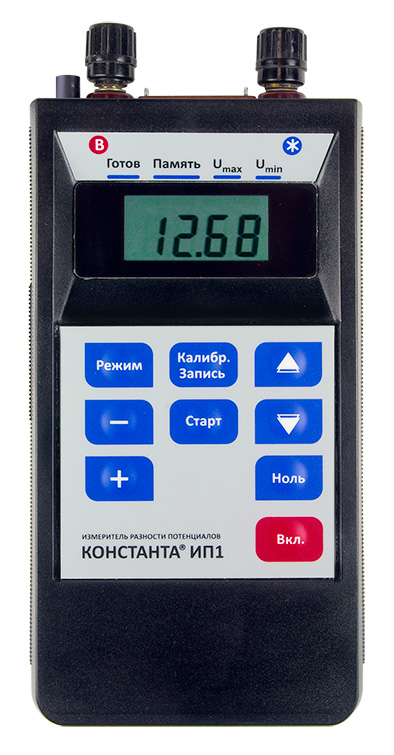 В
Готов Память Umax Umin
12.68
Режим
Калибр.
Запись
Старт
Ноль
Вкл.
ИЗМЕРИТЕЛЬ РАЗНОСТИ ПОТЕНЦИАЛОВ
КОНСТАНТА® ИП1